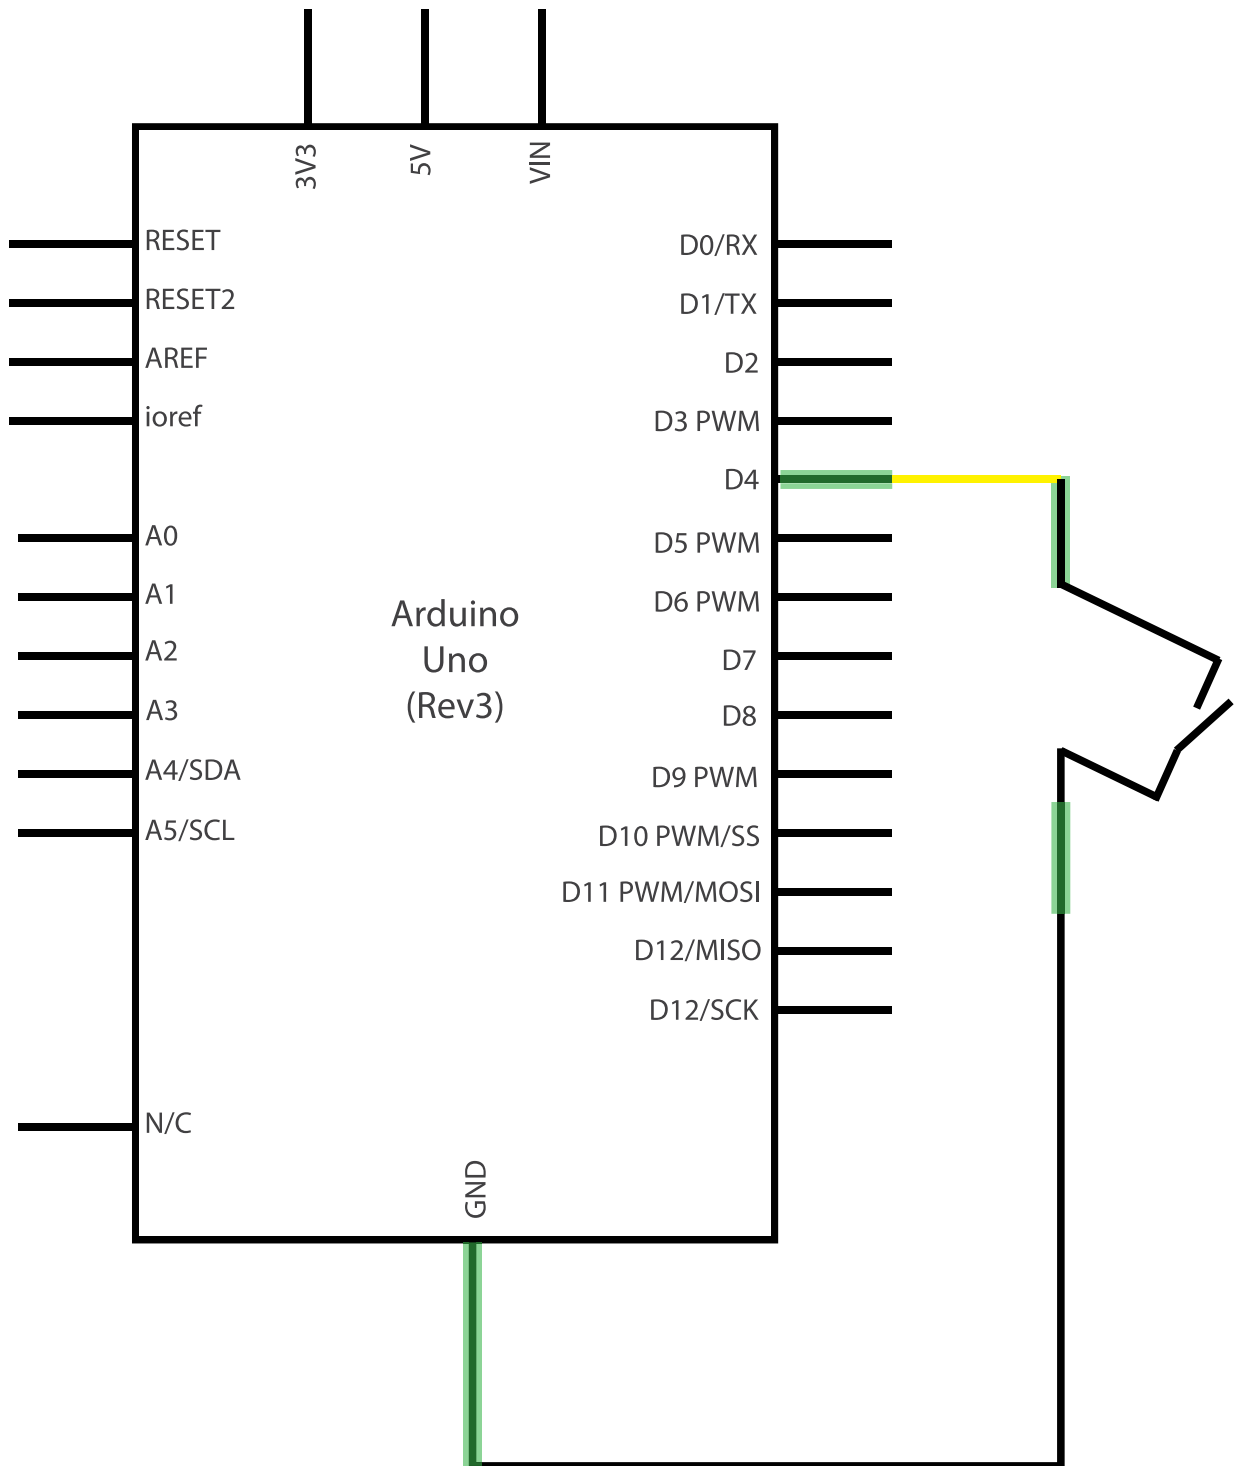 3V3
5V
VIN
RESET
RESET2
AREF
ioref
A0
A1
A2
A3
A4/SDA
A5/SCL
N/C
Arduino
Uno
(Rev3)
D0/RX
D1/TX
D2
D3 PWM
D4
D5 PWM
D6 PWM
D7
D8
D9 PWM
D10 PWM/SS
D11 PWM/MOSI
D12/MISO
D12/SCK
GND